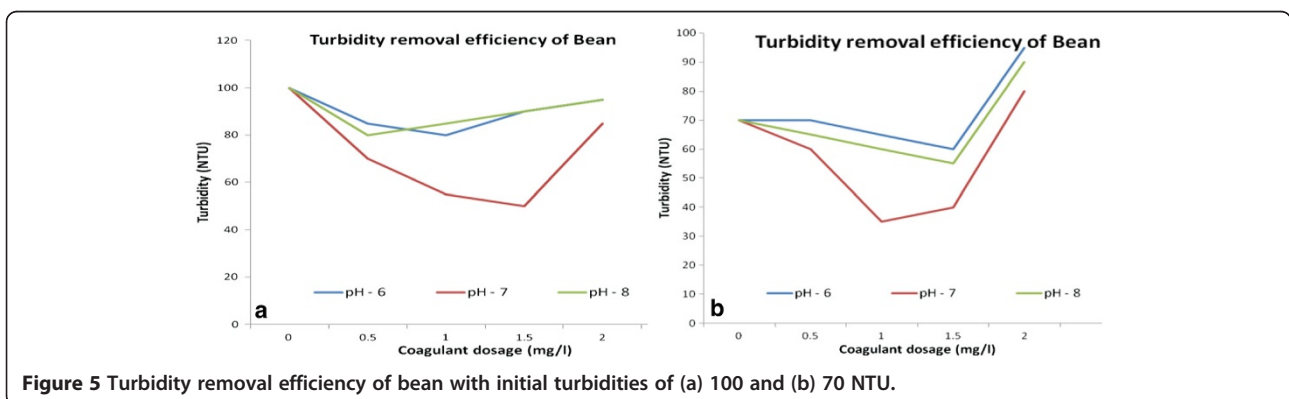 Turbidity removal efficiency of Bean
120
100
80
60
40
20
0
Turbidity (NTU)
pH - 6 pH - 7 pH - 8
a
0 0.5 1 1.5 2
Coagulant dosage (mg/l)
Turbidity removal efficiency of Bean
100
90
80
70
60
50
40
30
20
10
0
Turbidity (NTU)
pH - 6 pH - 7 pH - 8
b
0 0.5 1 1.5 2
Coagulant dosage (mg/l)
Figure 5 Turbidity removal efficiency of bean with initial turbidities of (a) 100 and (b) 70 NTU.